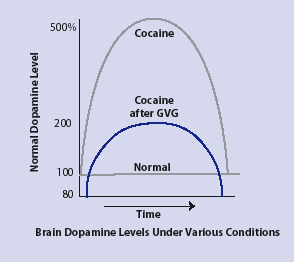 500%
Cocaine
Normal Dopamine Level
Cocaine
after GVG
200
Normal
100
80
Time
Brain Dopamine Levels Under Various Conditions